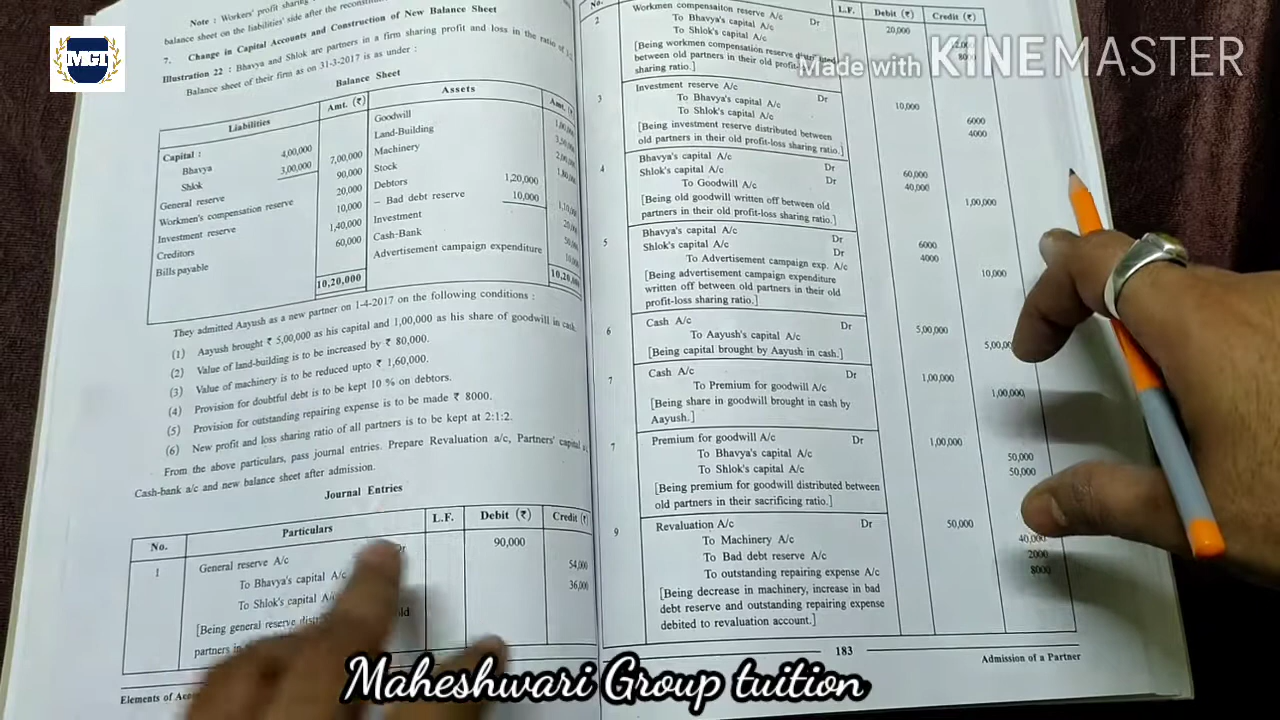 MGI
Made with KINEMASTER
Note : Workers' profit sharing
balance sheet on the liabilities' side after the reconstit
7. Change in Capital Accounts and Construction of New Balance Sheet
Illustration 22 : Bhavya and Shlok are partners in a firm sharing profit and loss in the ratio of
Balance sheet of their firm as on 31-3-2017 is as under :
Balance Sheet
Liabilities Amt. (₹) Assets Amt.
Capital : Goodwill
Bhavya 4,00,000 Land-Building
Shlok 3,00,000 7,00,000 Machinery
General reserve 90,000 Stock
Workmen's compensation reserve 20,000 Debtors 1,20,000
Investment reserve 10,000 – Bad debt reserve 10,000
Creditors 1,40,000 Investment
Bills payable 60,000 Cash-Bank
Advertisement campaign expenditure
10,20,000 10,20,
They admitted Aayush as a new partner on 1-4-2017 on the following conditions :
(1) Aayush brought ₹ 5,00,000 as his capital and 1,00,000 as his share of goodwill in cash.
(2) Value of land-building is to be increased by ₹ 80,000.
(3) Value of machinery is to be reduced upto ₹ 1,60,000.
(4) Provision for doubtful debt is to be kept 10 % on debtors.
(5) Provision for outstanding repairing expense is to be made ₹ 8000.
(6) New profit and loss sharing ratio of all partners is to be kept at 2:1:2.
From the above particulars, pass journal entries. Prepare Revaluation a/c, Partners' capital
Cash-bank a/c and new balance sheet after admission.
Journal Entries
No. Particulars L.F. Debit (₹) Credit (₹)
1 General reserve A/c Dr 90,000
To Bhavya's capital A/c 54,000
To Shlok's capital A/c 36,000
[Being general reserve distr old
partners in
Elements of Acc
No. L.F. Debit (₹) Credit (₹)
2 Workmen compensaiton reserve A/c Dr 20,000
To Bhavya's capital A/c
To Shlok's capital A/c 8000
[Being workmen compensation reserve distributed
between old partners in their old profit-loss
sharing ratio.]
3 Investment reserve A/c Dr 10,000
To Bhavya's capital A/c 6000
To Shlok's capital A/c 4000
[Being investment reserve distributed between
old partners in their old profit-loss sharing ratio.]
4 Bhavya's capital A/c Dr 60,000
Shlok's capital A/c Dr 40,000
To Goodwill A/c 1,00,000
[Being old goodwill written off between old
partners in their old profit-loss sharing ratio.]
5 Bhavya's capital A/c Dr 6000
Shlok's capital A/c Dr 4000
To Advertisement campaign exp. A/c 10,000
[Being advertisement campaign expenditure
written off between old partners in their old
profit-loss sharing ratio.]
6 Cash A/c Dr 5,00,000
To Aayush's capital A/c 5,00,000
[Being capital brought by Aayush in cash.]
7 Cash A/c Dr 1,00,000
To Premium for goodwill A/c 1,00,000
[Being share in goodwill brought in cash by
Aayush.]
7 Premium for goodwill A/c Dr 1,00,000
To Bhavya's capital A/c 50,000
To Shlok's capital A/c 50,000
[Being premium for goodwill distributed between
old partners in their sacrificing ratio.]
9 Revaluation A/c Dr 50,000
To Machinery A/c 40,000
To Bad debt reserve A/c 2000
To outstanding repairing expense A/c 8000
[Being decrease in machinery, increase in bad
debt reserve and outstanding repairing expense
debited to revaluation account.]
183 Admission of a Partner
Maheshwari Group tuition